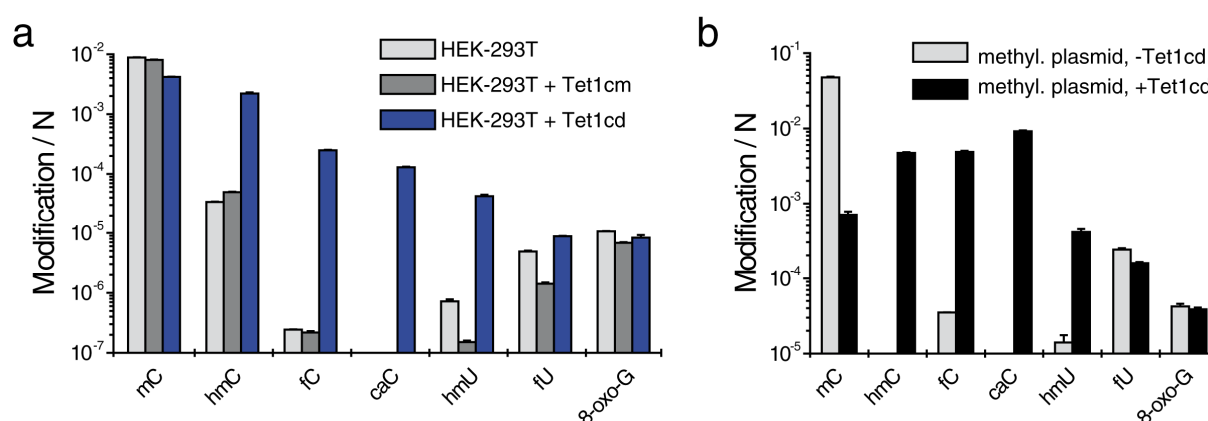 a
HEK-293T
HEK-293T + Tet1cm
HEK-293T + Tet1cd
Modification / N
10⁻²
10⁻³
10⁻⁴
10⁻⁵
10⁻⁶
10⁻⁷
mC
hmC
fC
caC
hmU
fU
8-oxo-G
b
methyl. plasmid, -Tet1cd
methyl. plasmid, +Tet1cd
Modification / N
10⁻¹
10⁻²
10⁻³
10⁻⁴
10⁻⁵
mC
hmC
fC
caC
hmU
fU
8-oxo-G